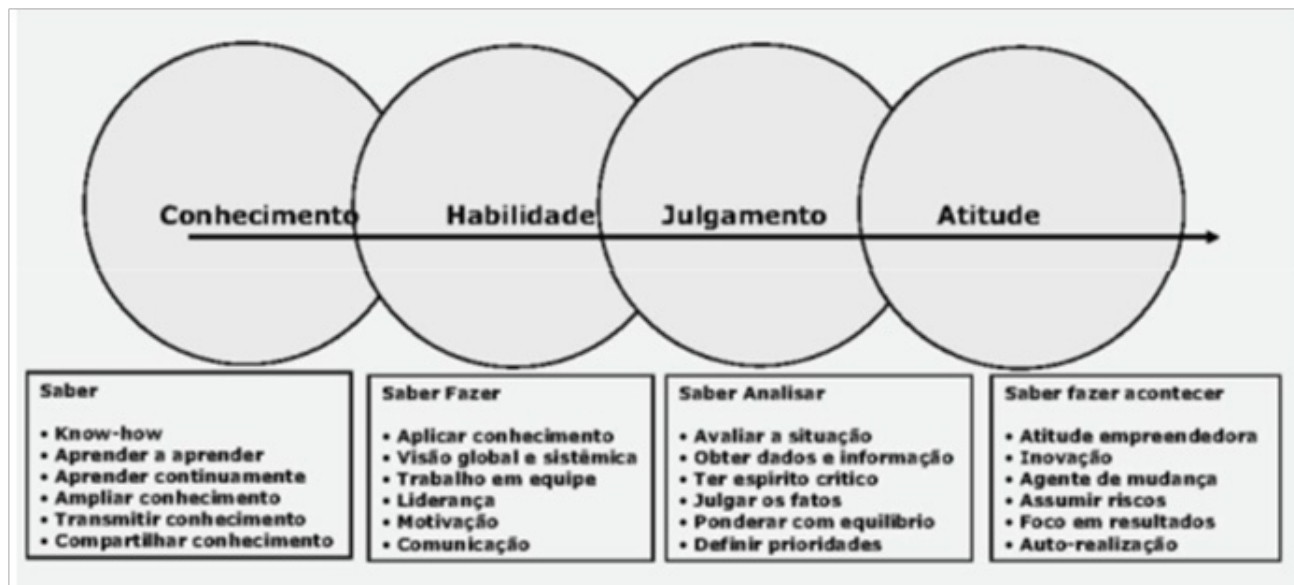 Conhecimento
Habilidade
Julgamento
Atitude
Saber
• Know-how
• Aprender a aprender
• Aprender continuamente
• Ampliar conhecimento
• Transmitir conhecimento
• Compartilhar conhecimento
Saber Fazer
• Aplicar conhecimento
• Visão global e sistêmica
• Trabalho em equipe
• Liderança
• Motivação
• Comunicação
Saber Analisar
• Avaliar a situação
• Obter dados e informação
• Ter espirito critico
• Julgar os fatos
• Ponderar com equilibrio
• Definir prioridades
Saber fazer acontecer
• Atitude empreendedora
• Inovação
• Agente de mudança
• Assumir riscos
• Foco em resultados
• Auto-realização